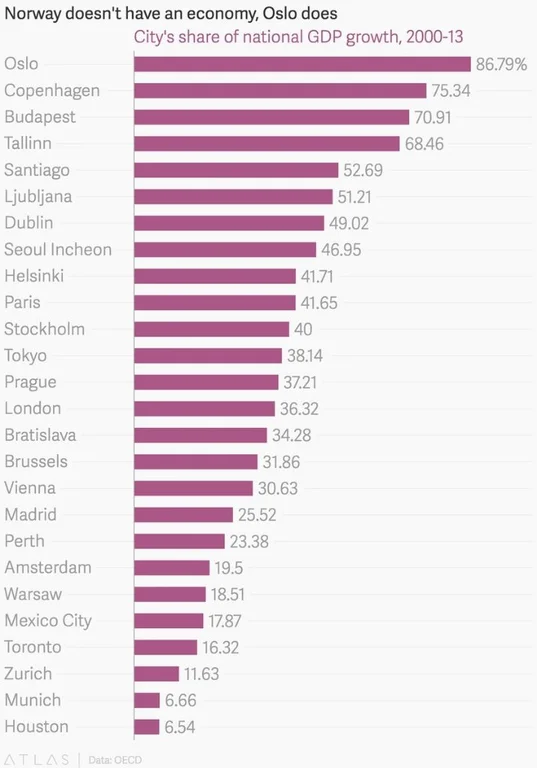 Norway doesn't have an economy, Oslo does
City's share of national GDP growth, 2000-13
Oslo 86.79%
Copenhagen 75.34
Budapest 70.91
Tallinn 68.46
Santiago 52.69
Ljubljana 51.21
Dublin 49.02
Seoul Incheon 46.95
Helsinki 41.71
Paris 41.65
Stockholm 40
Tokyo 38.14
Prague 37.21
London 36.32
Bratislava 34.28
Brussels 31.86
Vienna 30.63
Madrid 25.52
Perth 23.38
Amsterdam 19.5
Warsaw 18.51
Mexico City 17.87
Toronto 16.32
Zurich 11.63
Munich 6.66
Houston 6.54
ATLAS | Data: OECD